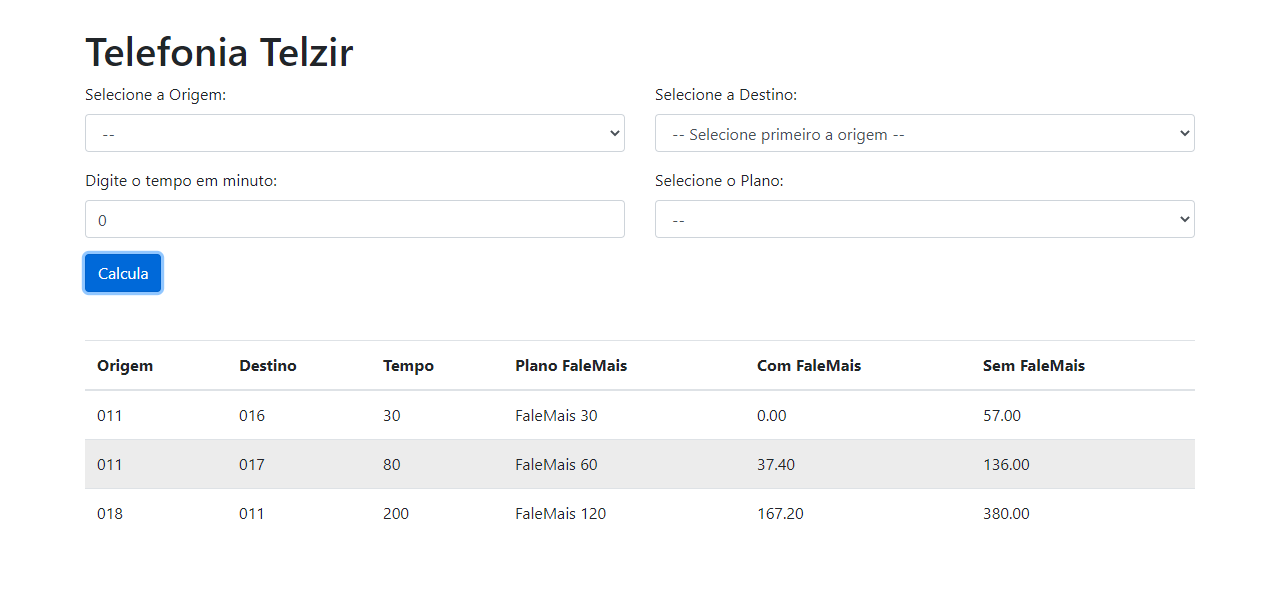 Telefonia Telzir
Selecione a Origem: Selecione a Destino:
-- -- Selecione primeiro a origem --
Digite o tempo em minuto: Selecione o Plano:
0 --
Calcula
Origem Destino Tempo Plano FaleMais Com FaleMais Sem FaleMais
011 016 30 FaleMais 30 0.00 57.00
011 017 80 FaleMais 60 37.40 136.00
018 011 200 FaleMais 120 167.20 380.00